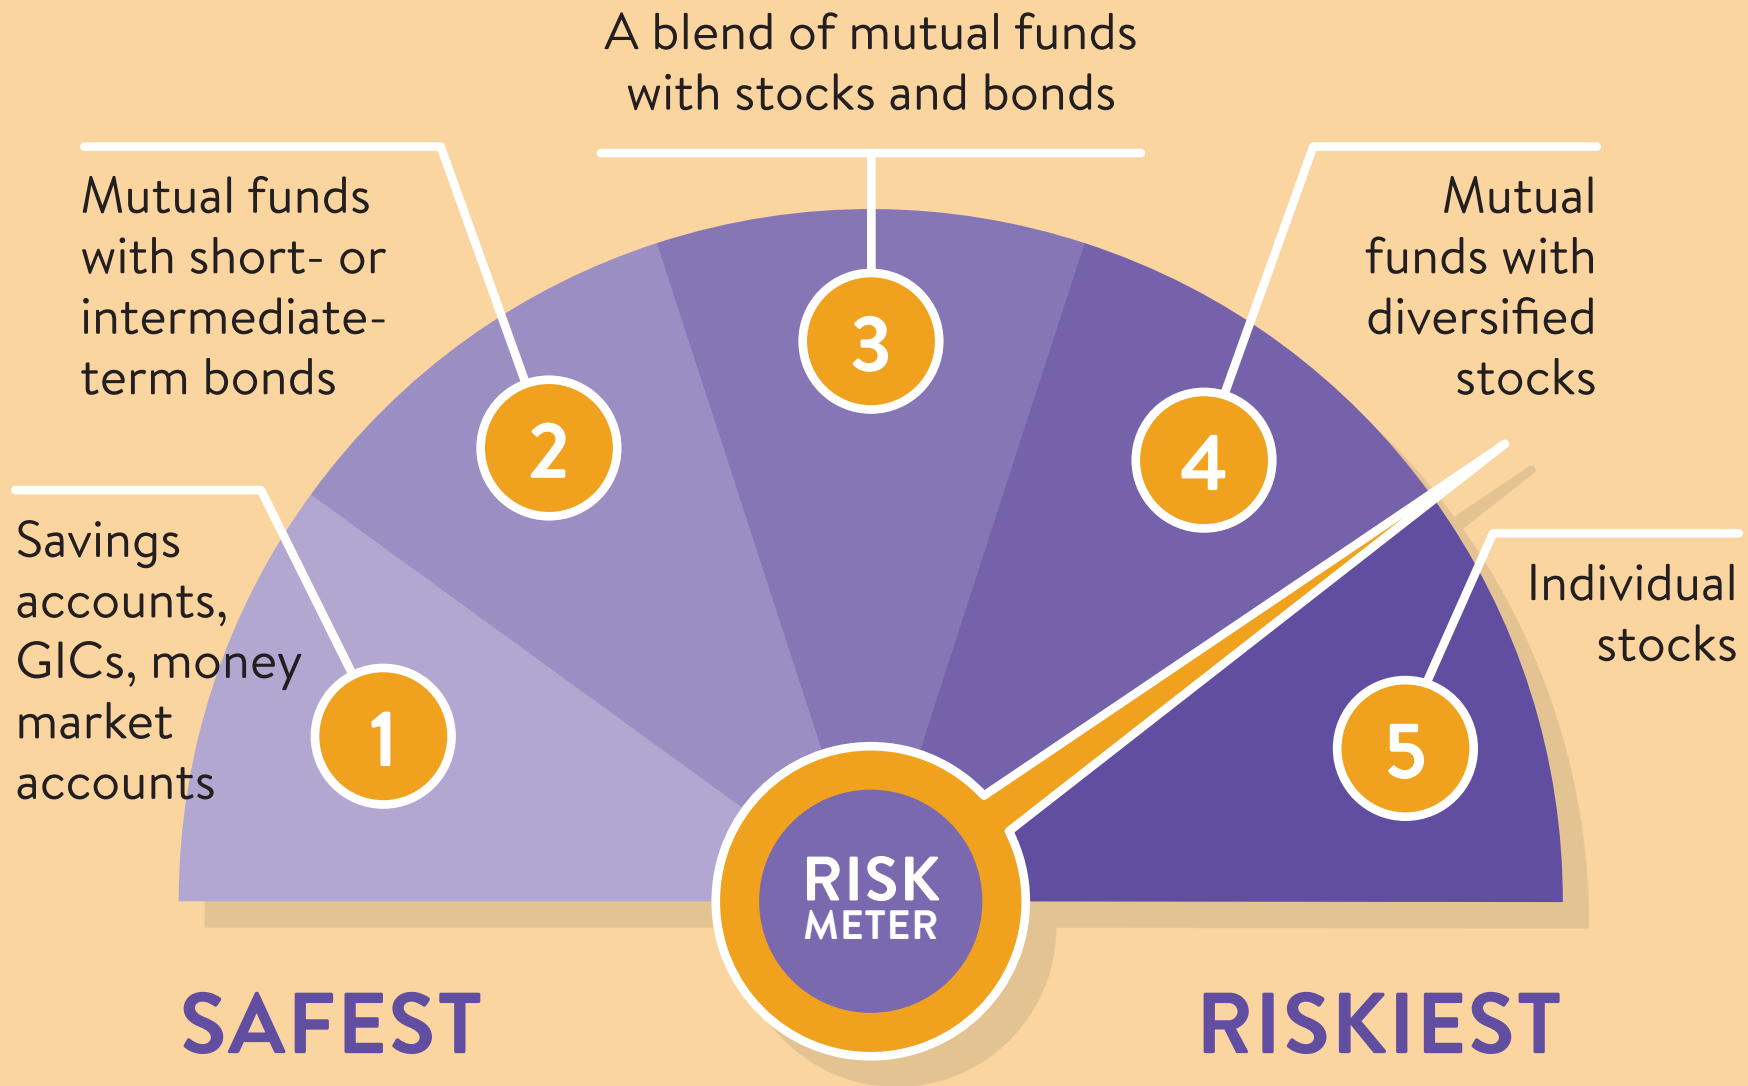 A blend of mutual funds
with stocks and bonds
Mutual funds
with short- or
intermediate-
term bonds
Mutual
funds with
diversified
stocks
Savings
accounts,
GICs, money
market
accounts
Individual
stocks
1
2
3
4
5
RISK
METER
SAFEST
RISKIEST